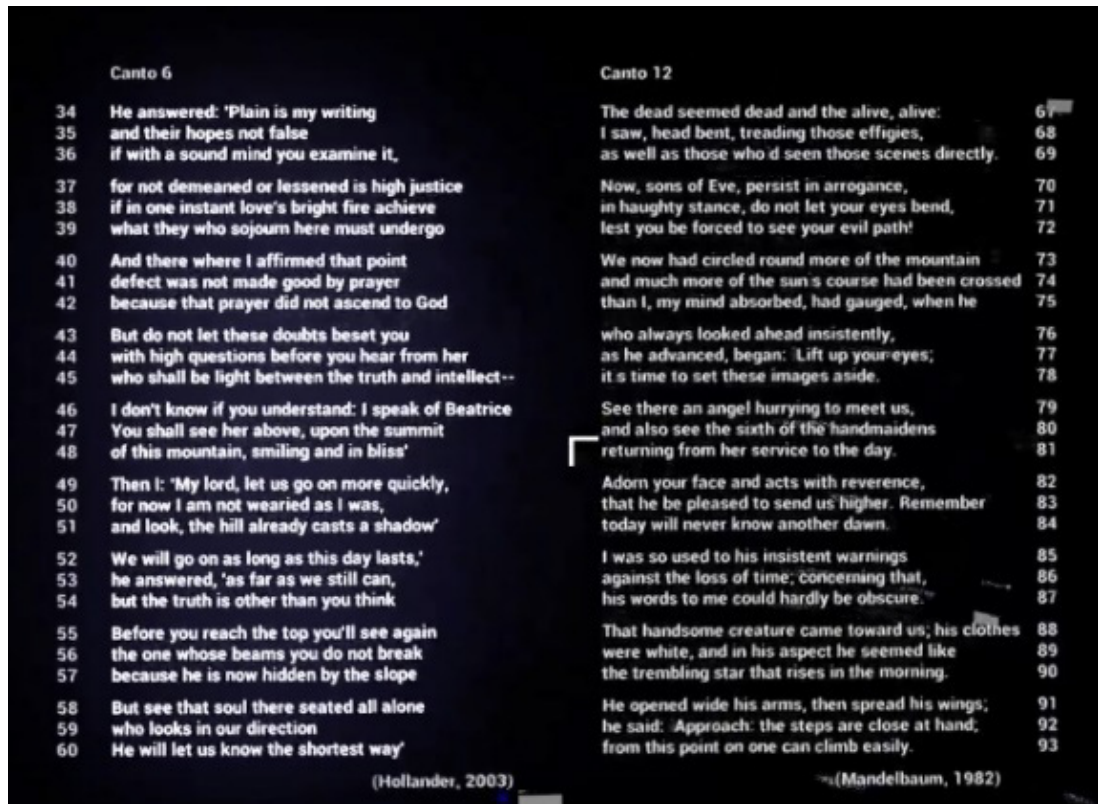 Canto 6
34 He answered: 'Plain is my writing
35 and their hopes not false
36 if with a sound mind you examine it,
37 for not demeaned or lessened is high justice
38 if in one instant love's bright fire achieve
39 what they who sojourn here must undergo
40 And there where I affirmed that point
41 defect was not made good by prayer
42 because that prayer did not ascend to God
43 But do not let these doubts beset you
44 with high questions before you hear from her
45 who shall be light between the truth and intellect--
46 I don't know if you understand: I speak of Beatrice
47 You shall see her above, upon the summit
48 of this mountain, smiling and in bliss'
49 Then I: 'My lord, let us go on more quickly,
50 for now I am not wearied as I was,
51 and look, the hill already casts a shadow'
52 We will go on as long as this day lasts,'
53 he answered, 'as far as we still can,
54 but the truth is other than you think
55 Before you reach the top you'll see again
56 the one whose beams you do not break
57 because he is now hidden by the slope
58 But see that soul there seated all alone
59 who looks in our direction
60 He will let us know the shortest way'
(Hollander, 2003)
Canto 12
The dead seemed dead and the alive, alive: 67
I saw, head bent, treading those effigies, 68
as well as those who'd seen those scenes directly. 69
Now, sons of Eve, persist in arrogance, 70
in haughty stance, do not let your eyes bend, 71
lest you be forced to see your evil path! 72
We now had circled round more of the mountain 73
and much more of the sun's course had been crossed 74
than I, my mind absorbed, had gauged, when he 75
who always looked ahead insistently, 76
as he advanced, began: Lift up your eyes; 77
it's time to set these images aside. 78
See there an angel hurrying to meet us, 79
and also see the sixth of the handmaidens 80
returning from her service to the day. 81
Adorn your face and acts with reverence, 82
that he be pleased to send us higher. Remember 83
today will never know another dawn. 84
I was so used to his insistent warnings 85
against the loss of time; concerning that, 86
his words to me could hardly be obscure. 87
That handsome creature came toward us; his clothes 88
were white, and in his aspect he seemed like 89
the trembling star that rises in the morning. 90
He opened wide his arms, then spread his wings; 91
he said: Approach: the steps are close at hand; 92
from this point on one can climb easily. 93
(Mandelbaum, 1982)